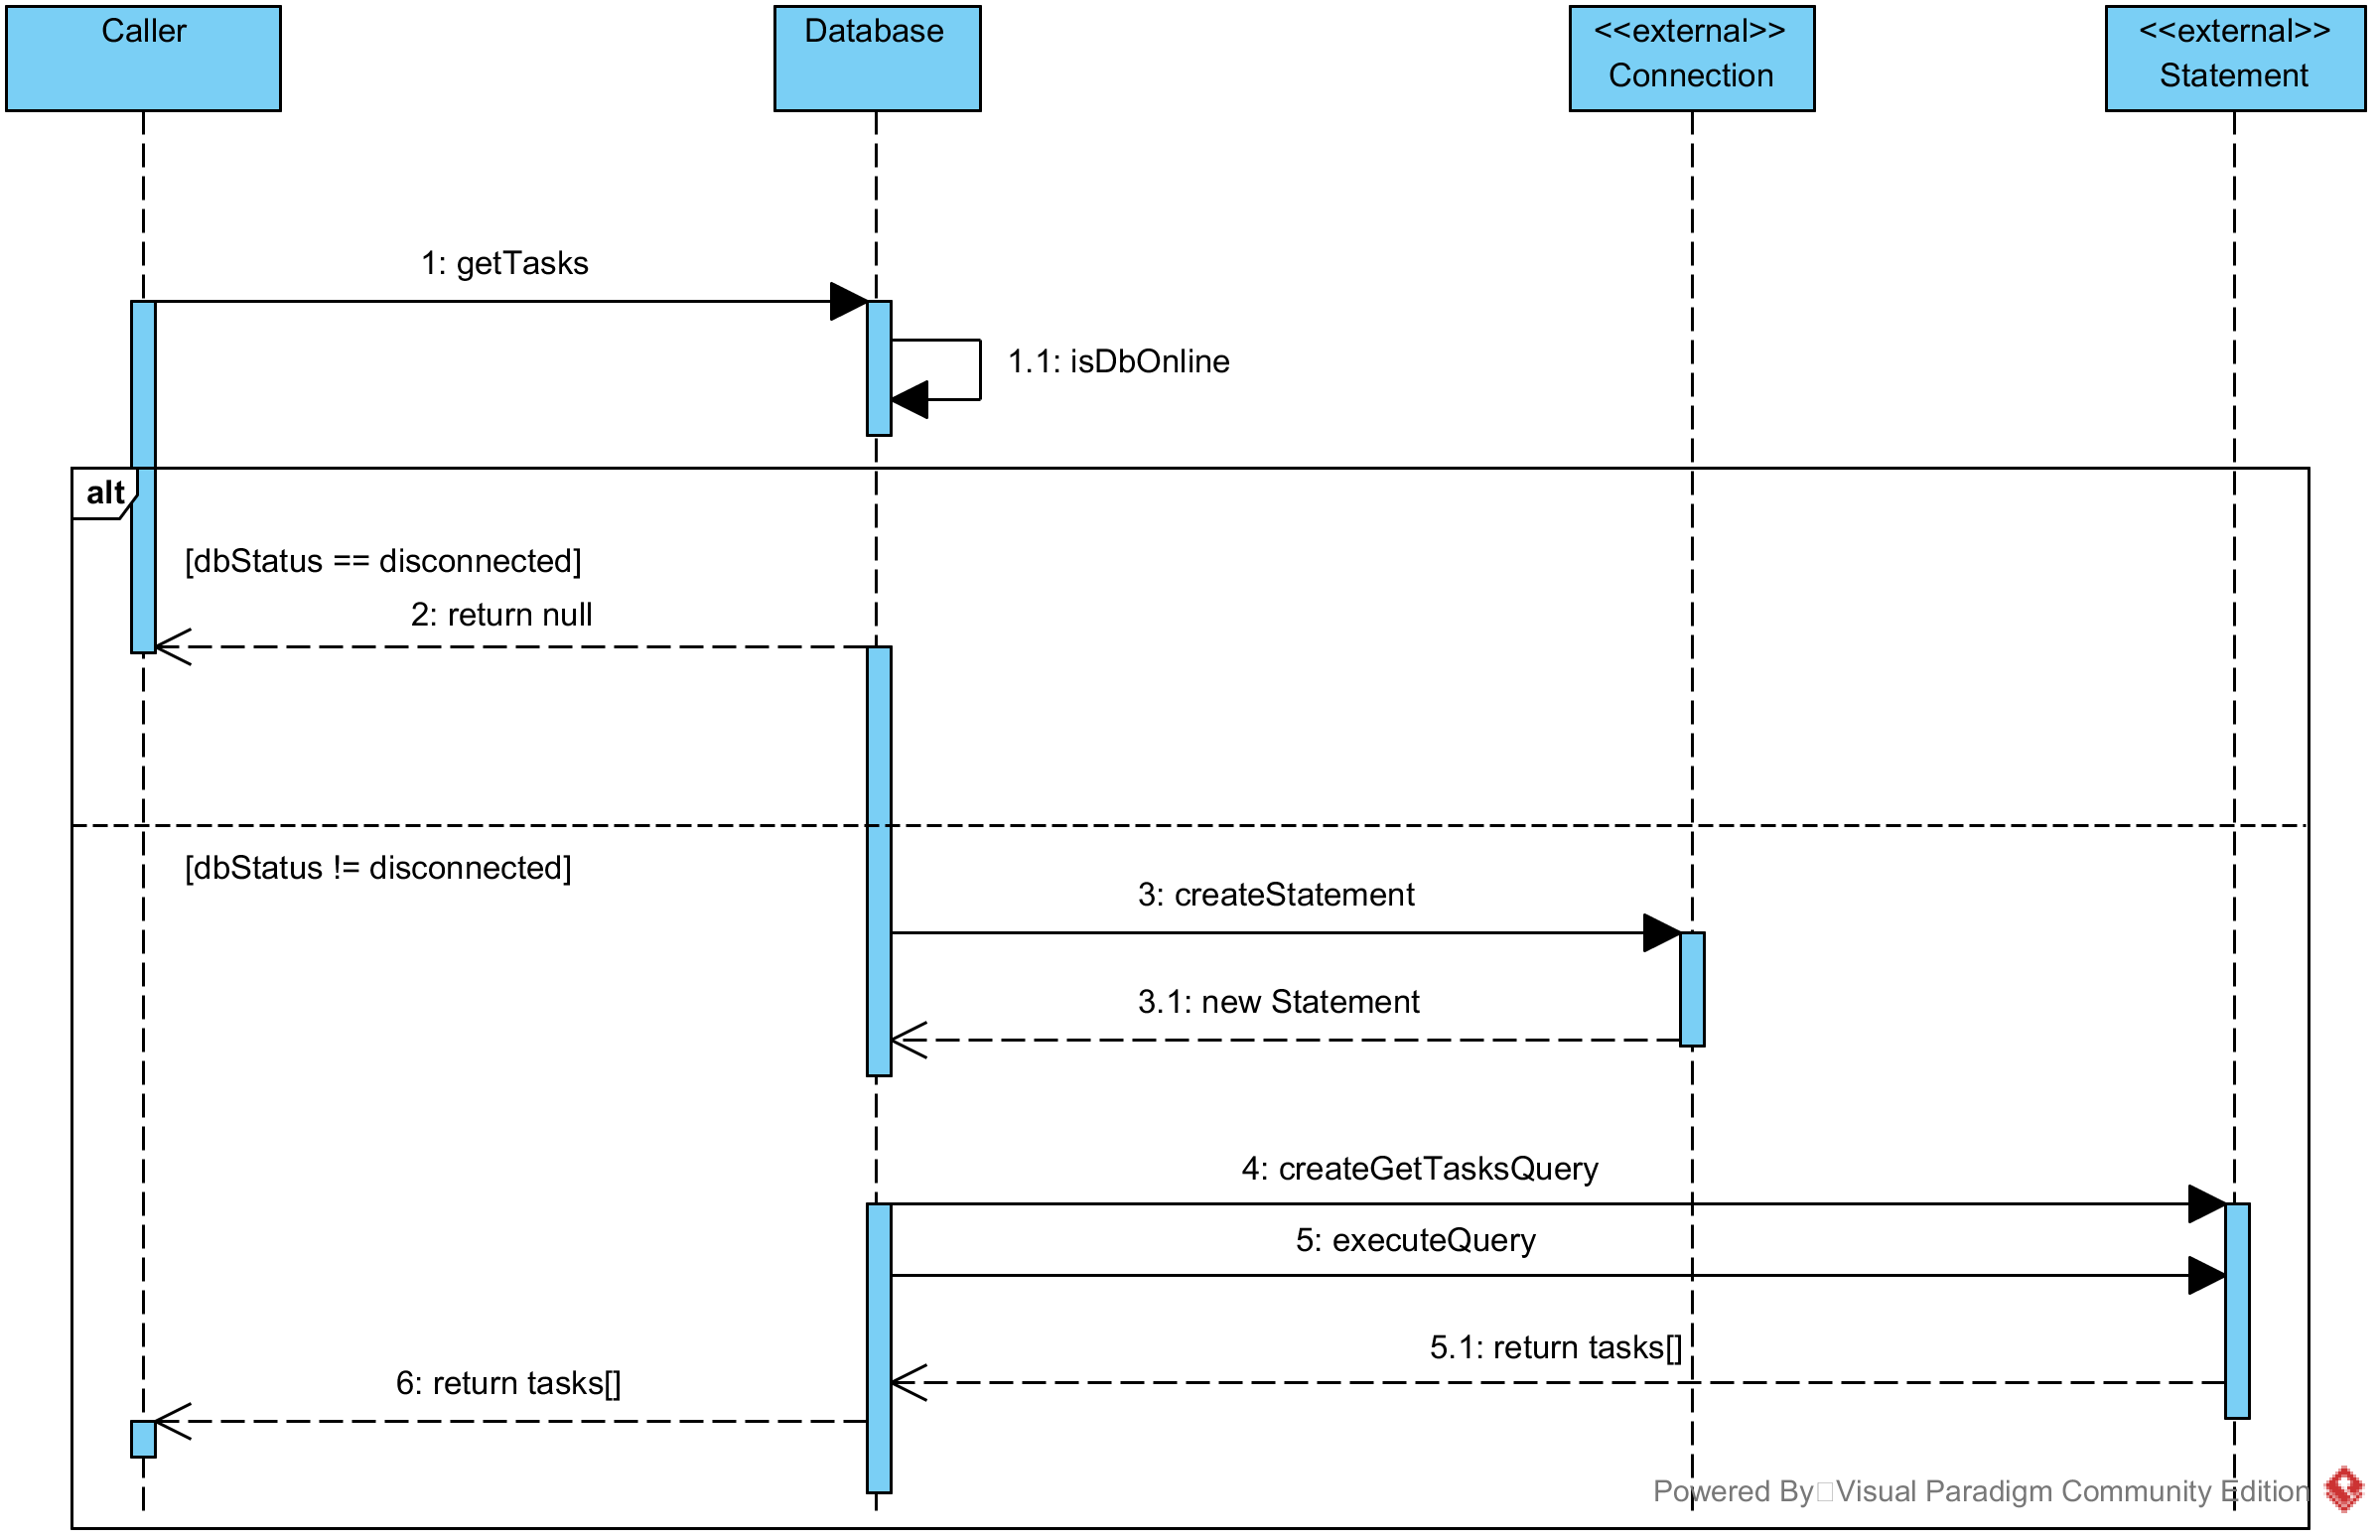 Caller
Database
<<external>>
Connection
<<external>>
Statement
1: getTasks
1.1: isDbOnline
alt
[dbStatus == disconnected]
2: return null
[dbStatus != disconnected]
3: createStatement
3.1: new Statement
4: createGetTasksQuery
5: executeQuery
5.1: return tasks[]
6: return tasks[]
Powered By Visual Paradigm Community Edition